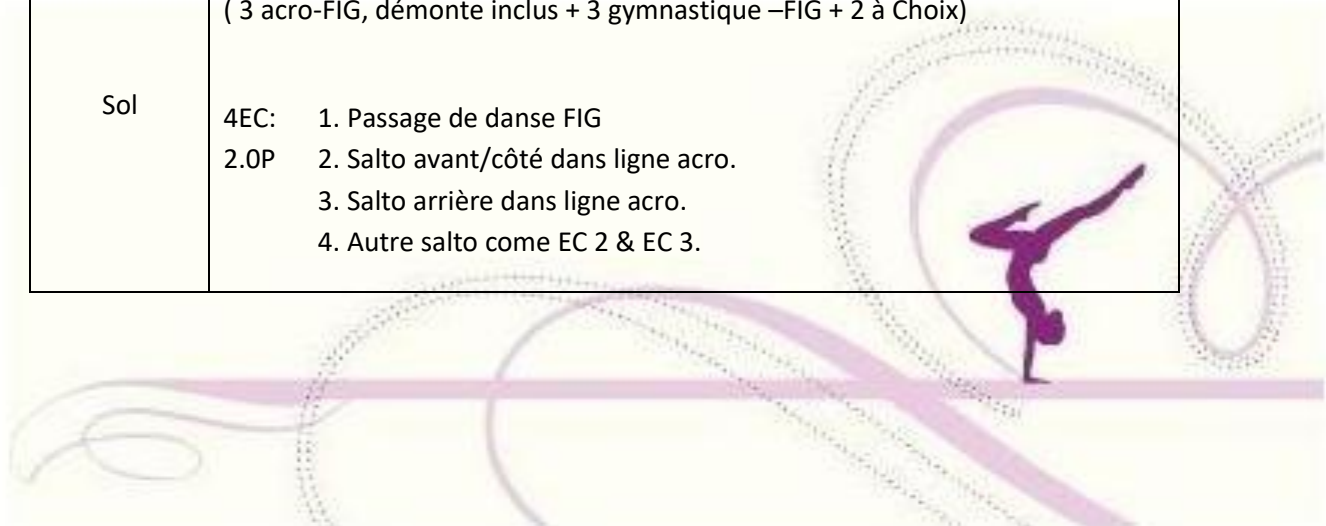 ( 3 acro-FIG, démonte inclus + 3 gymnastique –FIG + 2 à Choix)
Sol
4EC: 1. Passage de danse FIG
2.0P 2. Salto avant/côté dans ligne acro.
3. Salto arrière dans ligne acro.
4. Autre salto come EC 2 & EC 3.